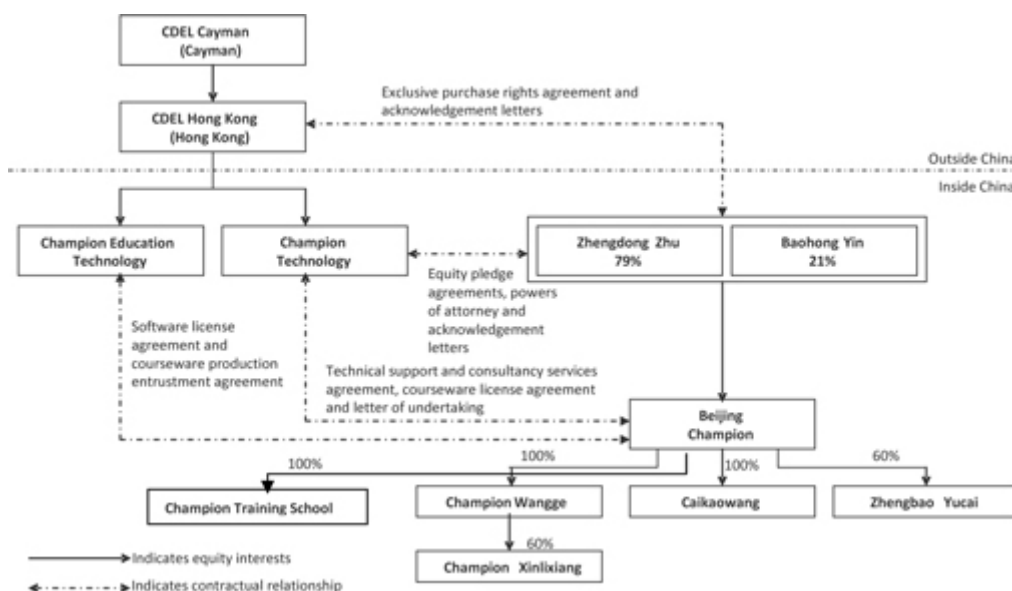 CDEL Cayman
(Cayman)
Exclusive purchase rights agreement and
acknowledgement letters
CDEL Hong Kong
(Hong Kong)
Outside China
Inside China
Champion Education
Technology
Champion
Technology
Zhengdong Zhu
79%
Baohong Yin
21%
Equity pledge
agreements, powers
of attorney and
acknowledgement
letters
Software license
agreement and
courseware production
entrustment agreement
Technical support and consultancy services
agreement, courseware license agreement
and letter of undertaking
Beijing
Champion
100%
100%
100%
60%
Champion Training School
Champion Wangge
Caikaowang
Zhengbao Yucai
60%
Champion Xinlixiang
Indicates equity interests
Indicates contractual relationship